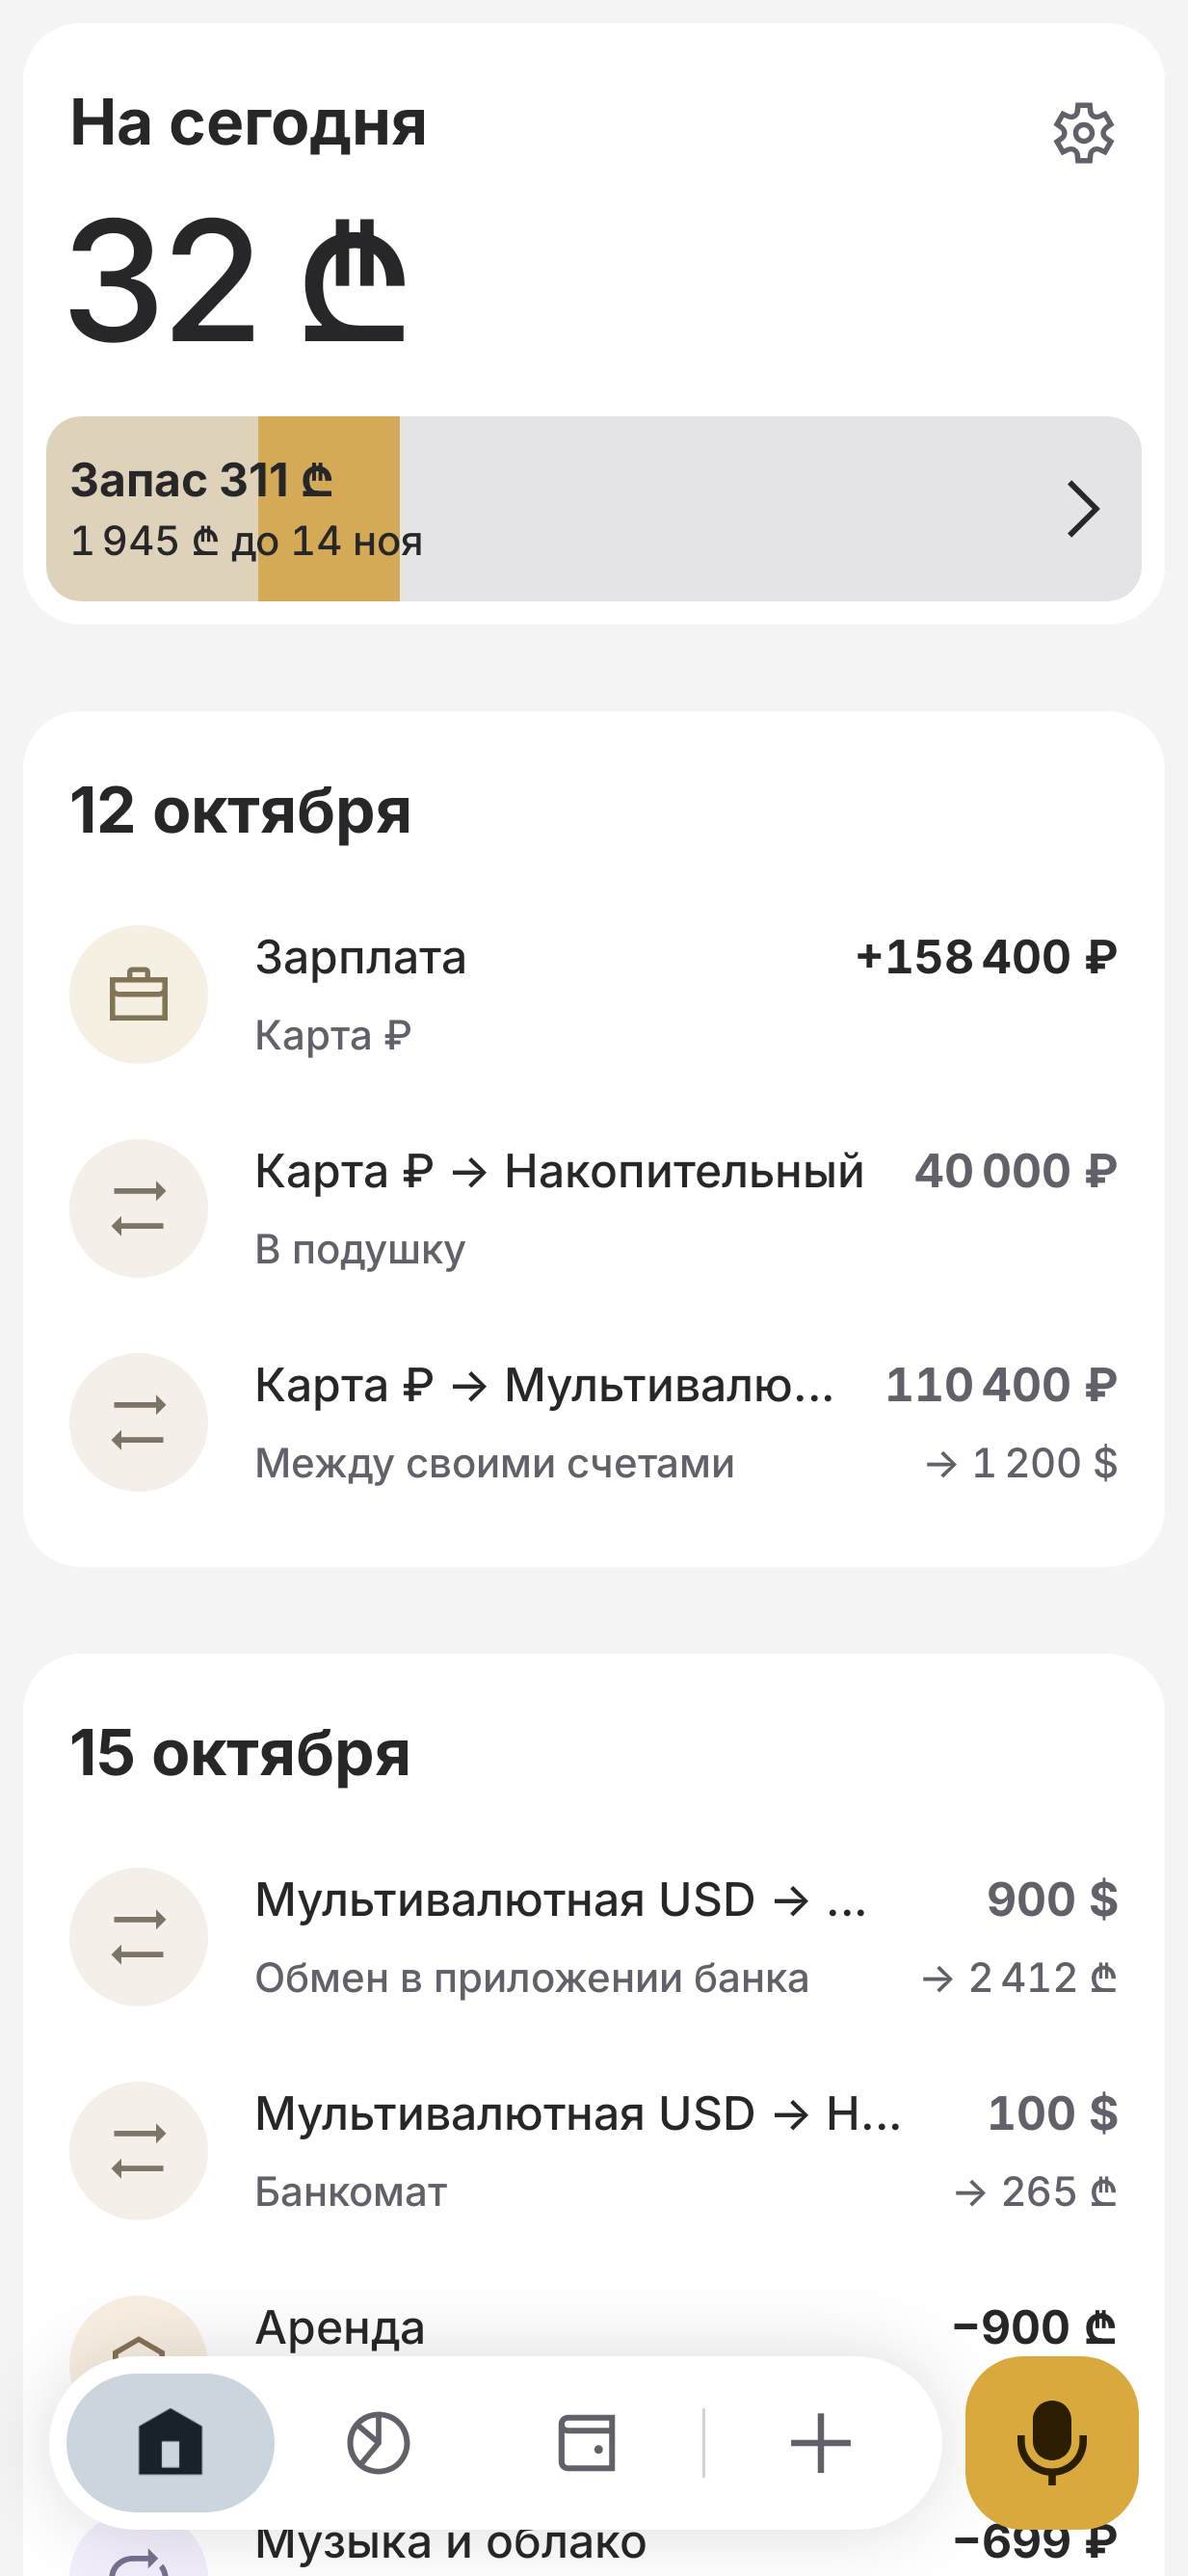 На сегодня
32 ₾
Запас 311 ₾
1 945 ₾ до 14 ноя
12 октября
Зарплата +158 400 ₽
Карта ₽
Карта ₽ → Накопительный 40 000 ₽
В подушку
Карта ₽ → Мультивалю... 110 400 ₽
Между своими счетами → 1 200 $
15 октября
Мультивалютная USD → ... 900 $
Обмен в приложении банка → 2 412 ₾
Мультивалютная USD → Н... 100 $
Банкомат → 265 ₾
Аренда −900 ₾
Музыка и облако −699 ₽